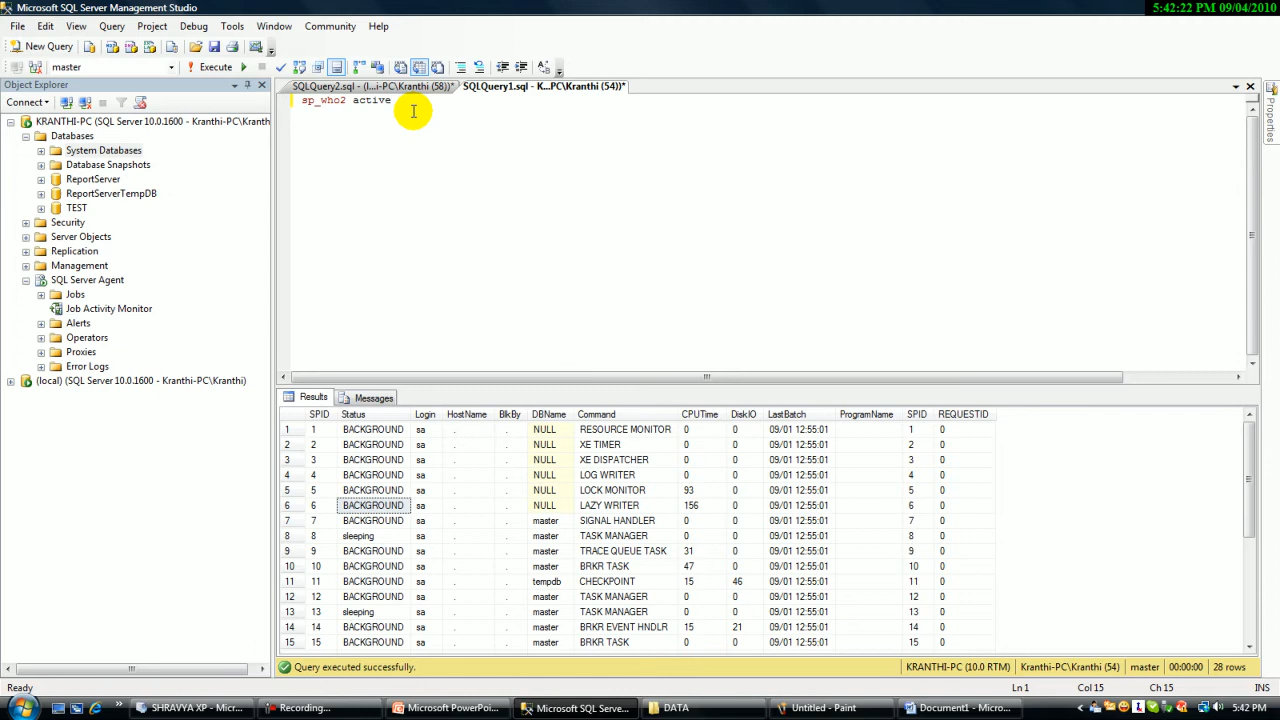 Microsoft SQL Server Management Studio
5:42:22 PM 09/04/2010
File Edit View Query Project Debug Tools Window Community Help
New Query
master Execute
Object Explorer
SQLQuery2.sql - (l...i-PC\Kranthi (58))* SQLQuery1.sql - K...PC\Kranthi (54))*
Connect
sp_who2 active
Properties
KRANTHI-PC (SQL Server 10.0.1600 - Kranthi-PC\Kranth
Databases
System Databases
Database Snapshots
ReportServer
ReportServerTempDB
TEST
Security
Server Objects
Replication
Management
SQL Server Agent
Jobs
Job Activity Monitor
Alerts
Operators
Proxies
Error Logs
(local) (SQL Server 10.0.1600 - Kranthi-PC\Kranthi)
Results Messages
SPID Status Login HostName BlkBy DBName Command CPUTime DiskIO LastBatch ProgramName SPID REQUESTID
1 1 BACKGROUND sa . . NULL RESOURCE MONITOR 0 0 09/01 12:55:01 1 0
2 2 BACKGROUND sa . . NULL XE TIMER 0 0 09/01 12:55:01 2 0
3 3 BACKGROUND sa . . NULL XE DISPATCHER 0 0 09/01 12:55:01 3 0
4 4 BACKGROUND sa . . NULL LOG WRITER 0 0 09/01 12:55:01 4 0
5 5 BACKGROUND sa . . NULL LOCK MONITOR 93 0 09/01 12:55:01 5 0
6 6 BACKGROUND sa . . NULL LAZY WRITER 156 0 09/01 12:55:01 6 0
7 7 BACKGROUND sa . . master SIGNAL HANDLER 0 0 09/01 12:55:01 7 0
8 8 sleeping sa . . master TASK MANAGER 0 0 09/01 12:55:01 8 0
9 9 BACKGROUND sa . . master TRACE QUEUE TASK 31 0 09/01 12:55:01 9 0
10 10 BACKGROUND sa . . master BRKR TASK 47 0 09/01 12:55:01 10 0
11 11 BACKGROUND sa . . tempdb CHECKPOINT 15 46 09/01 12:55:01 11 0
12 12 BACKGROUND sa . . master TASK MANAGER 0 0 09/01 12:55:01 12 0
13 13 sleeping sa . . master TASK MANAGER 0 0 09/01 12:55:01 13 0
14 14 BACKGROUND sa . . master BRKR EVENT HNDLR 15 21 09/01 12:55:01 14 0
15 15 BACKGROUND sa . . master BRKR TASK 0 0 09/01 12:55:01 15 0
Query executed successfully. KRANTHI-PC (10.0 RTM) Kranthi-PC\Kranthi (54) master 00:00:00 28 rows
Ready Ln 1 Col 15 Ch 15 INS
SHRAVYA XP - Micr... Recording... Microsoft PowerPoi... Microsoft SQL Serve... DATA Untitled - Paint Document1 - Micro... 5:42 PM